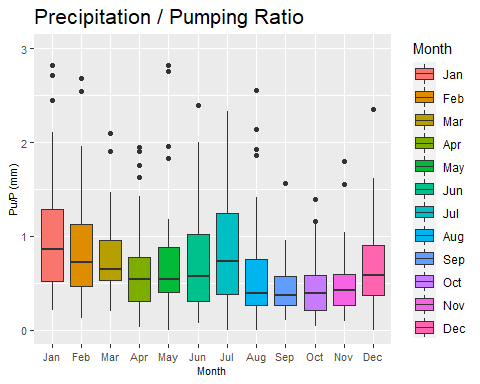 Precipitation / Pumping Ratio
Pu/P (mm)
3
2
1
0
Jan Feb Mar Apr May Jun Jul Aug Sep Oct Nov Dec
Month
Month
Jan
Feb
Mar
Apr
May
Jun
Jul
Aug
Sep
Oct
Nov
Dec